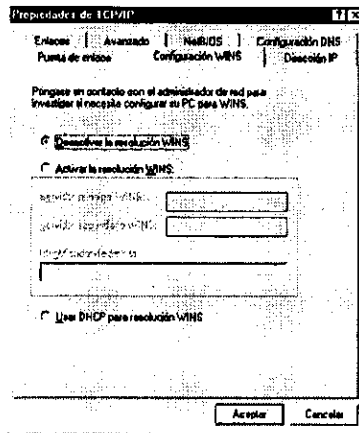 Propiedades de TCP/IP
Enlaces Avanzado NetBIOS Configuración DNS
Puerta de enlace Configuración WINS Dirección IP
Póngase en contacto con el administrador de red para
investigar si necesita configurar su PC para WINS.
Desactivar la resolución WINS
Activar la resolución WINS:
Usar DHCP para resolución WINS
Aceptar Cancelar